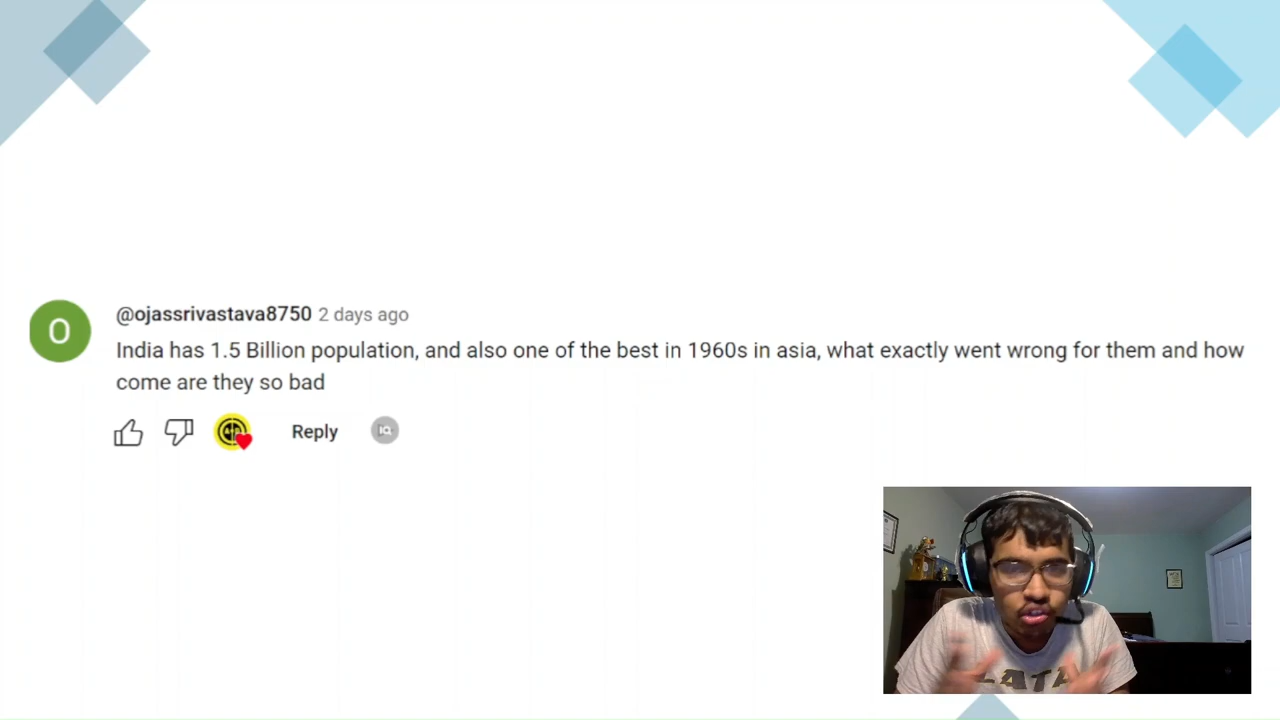 O
@ojassrivastava8750 2 days ago
India has 1.5 Billion population, and also one of the best in 1960s in asia, what exactly went wrong for them and how
come are they so bad
Reply